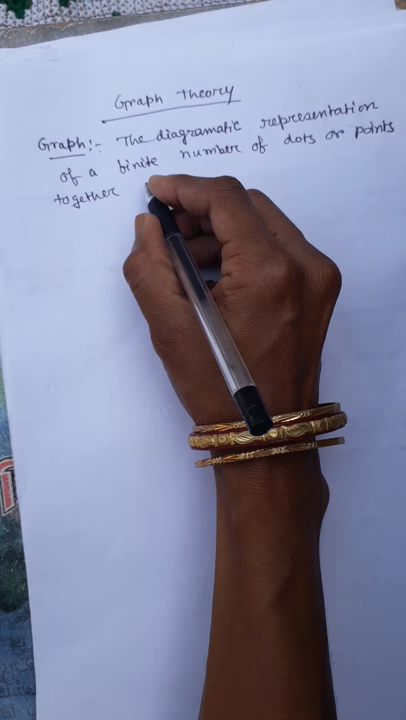 Graph Theory
Graph:- The diagramatic representation
of a finite number of dots or points
together